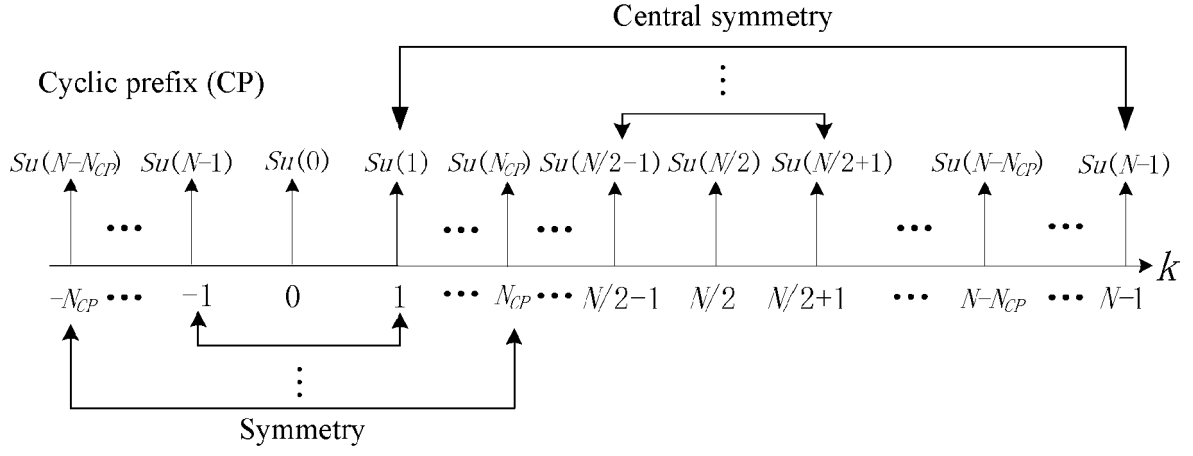 Central symmetry
Cyclic prefix (CP)
Su(N−N_CP) Su(N−1) Su(0) Su(1) Su(N_CP) Su(N/2−1) Su(N/2) Su(N/2+1) Su(N−N_CP) Su(N−1)
−N_CP ••• −1 0 1 ••• N_CP ••• N/2−1 N/2 N/2+1 ••• N−N_CP ••• N−1 k
Symmetry